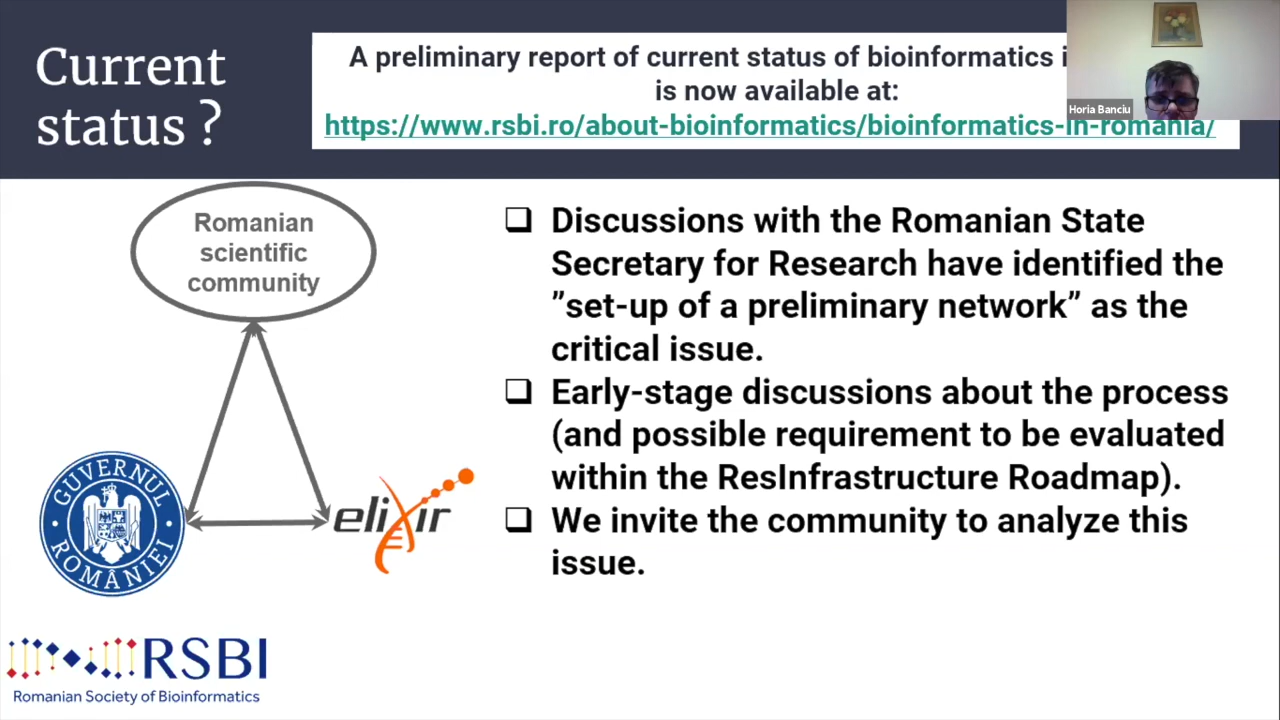 Current
status ?
A preliminary report of current status of bioinformatics
is now available at:
https://www.rsbi.ro/about-bioinformatics/bioinformatics-in-romania/
Horia Banciu
Romanian
scientific
community
❑ Discussions with the Romanian State
Secretary for Research have identified the
”set-up of a preliminary network” as the
critical issue.
❑ Early-stage discussions about the process
(and possible requirement to be evaluated
within the ResInfrastructure Roadmap).
❑ We invite the community to analyze this
issue.
GUVERNUL
ROMÂNIEI
elixir
RSBI
Romanian Society of Bioinformatics